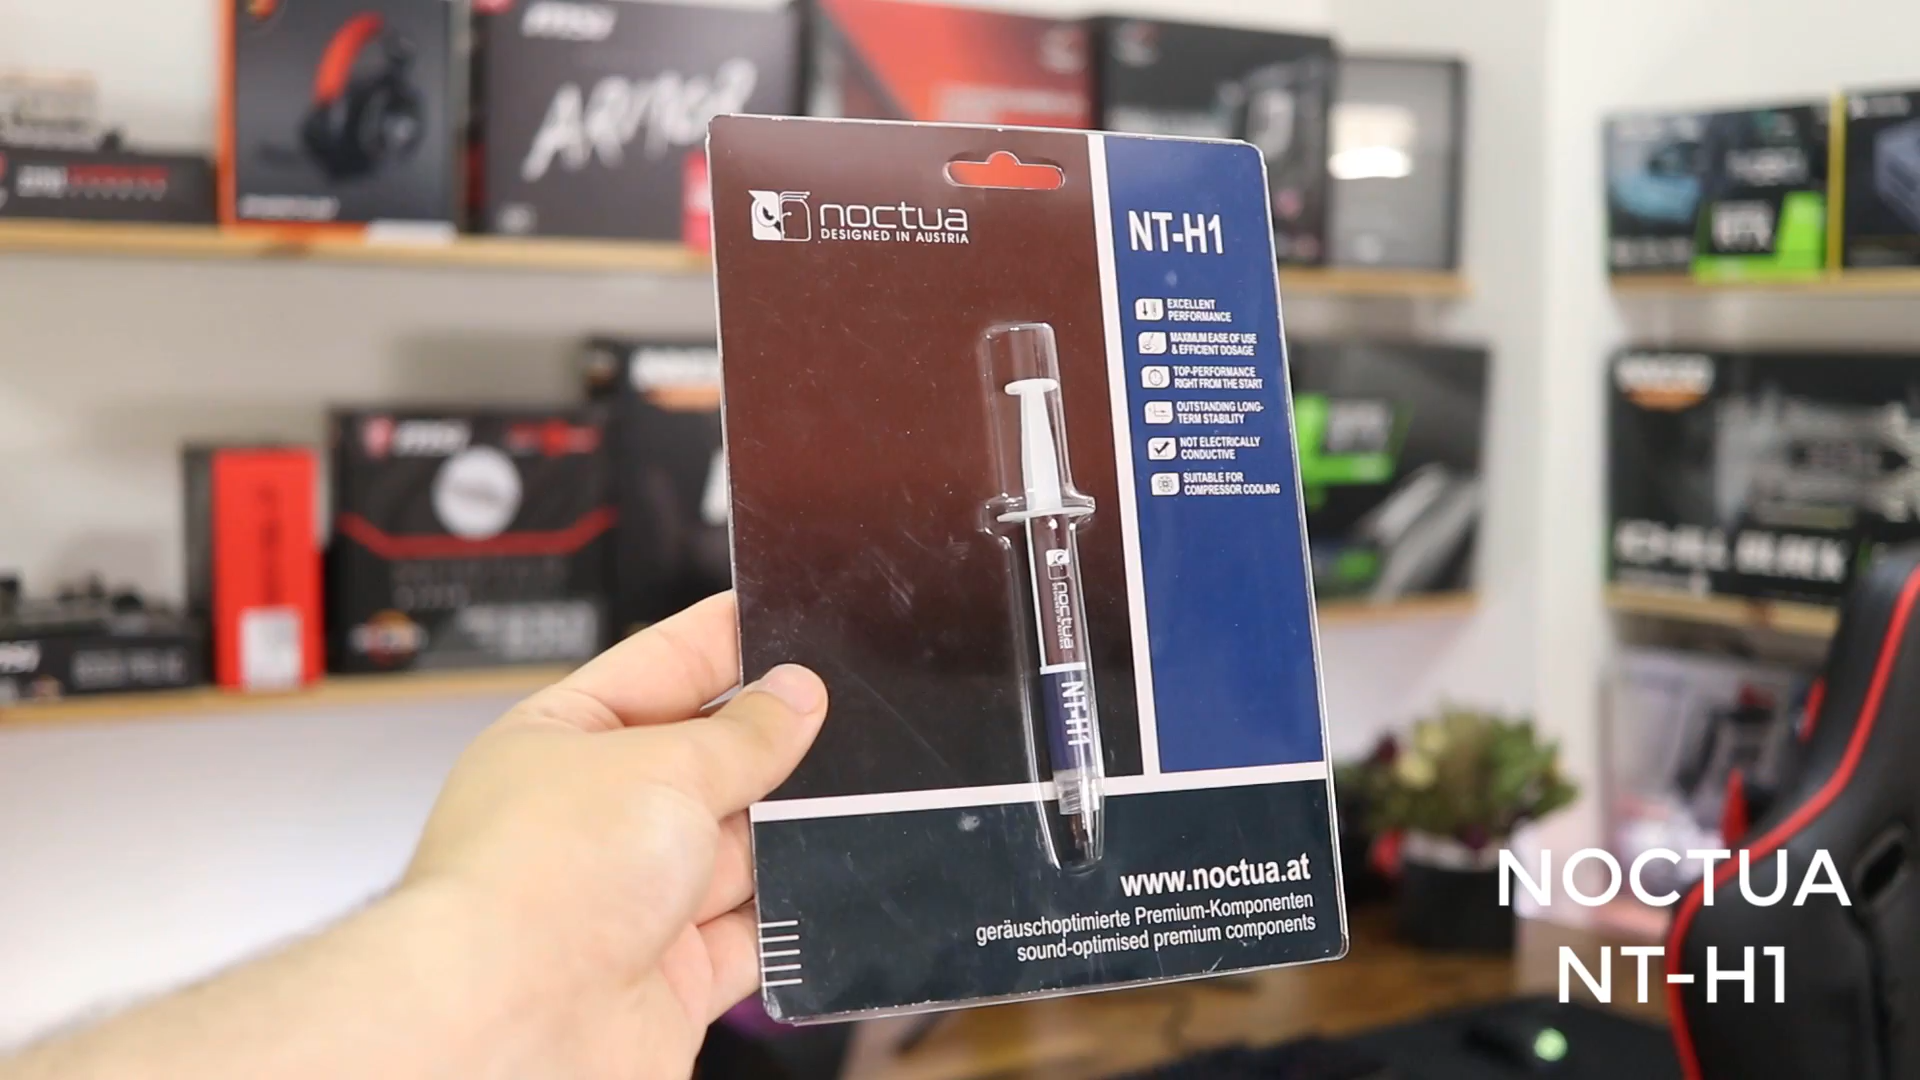 msi
ARMOR
noctua
DESIGNED IN AUSTRIA
NT-H1
EXCELLENT
PERFORMANCE
MAXIMUM EASE OF USE
& EFFICIENT DOSAGE
TOP-PERFORMANCE
RIGHT FROM THE START
OUTSTANDING LONG-
TERM STABILITY
NOT ELECTRICALLY
CONDUCTIVE
SUITABLE FOR
COMPRESSOR COOLING
noctua
NT-H1
www.noctua.at
geräuschoptimierte Premium-Komponenten
sound-optimised premium components
NOCTUA
NT-H1